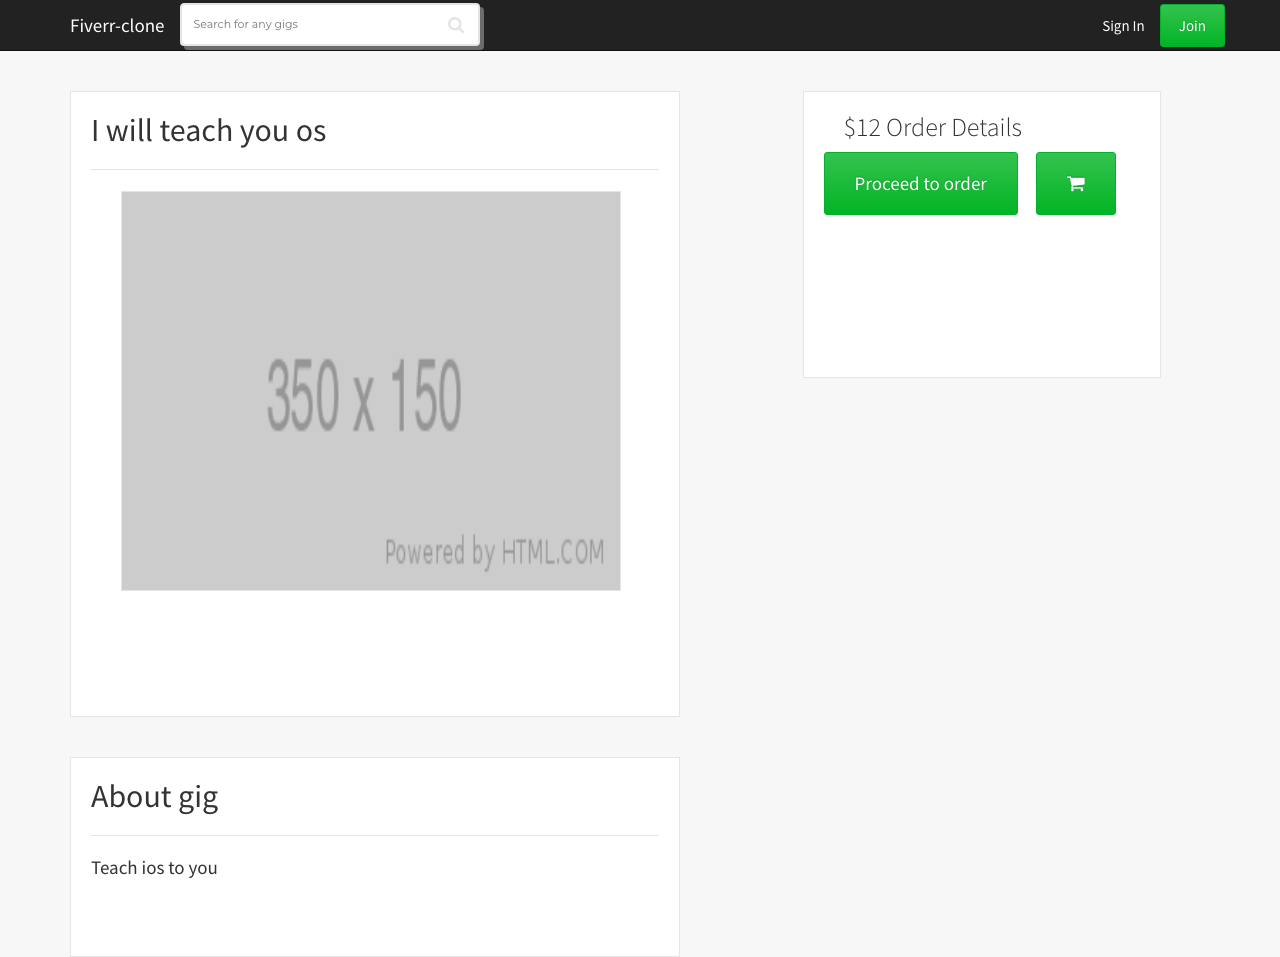 Fiverr-clone
Search for any gigs
Sign In
Join
I will teach you os
350 x 150
Powered by HTML.COM
$12 Order Details
Proceed to order
About gig
Teach ios to you